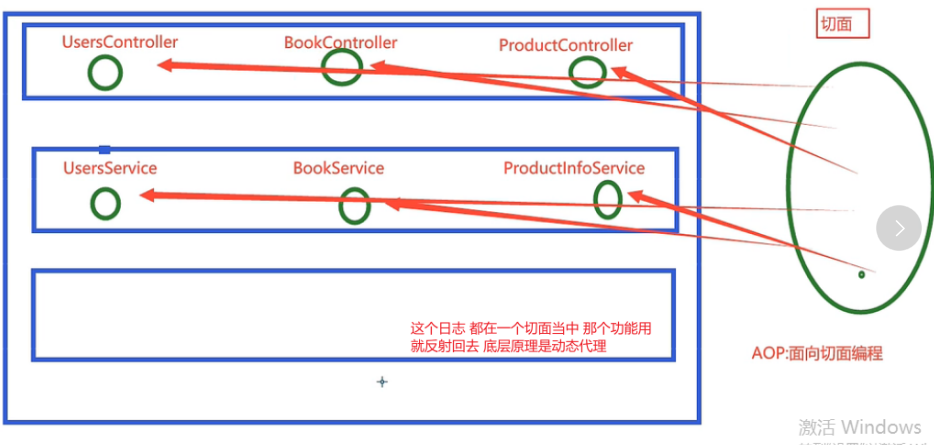 切面
UsersController
BookController
ProductController
UsersService
BookService
ProductInfoService
这个日志 都在一个切面当中 那个功能用
就反射回去 底层原理是动态代理
AOP:面向切面编程
激活 Windows